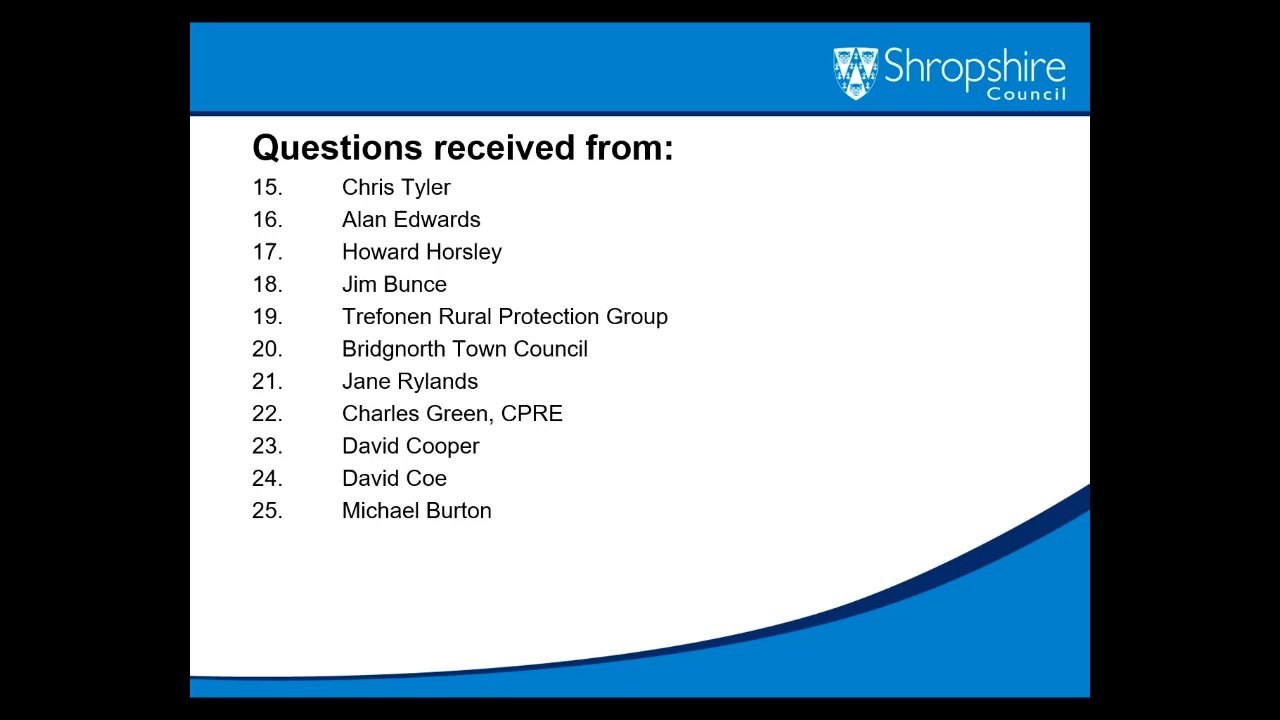 Shropshire
Council
Questions received from:
15. Chris Tyler
16. Alan Edwards
17. Howard Horsley
18. Jim Bunce
19. Trefonen Rural Protection Group
20. Bridgnorth Town Council
21. Jane Rylands
22. Charles Green, CPRE
23. David Cooper
24. David Coe
25. Michael Burton